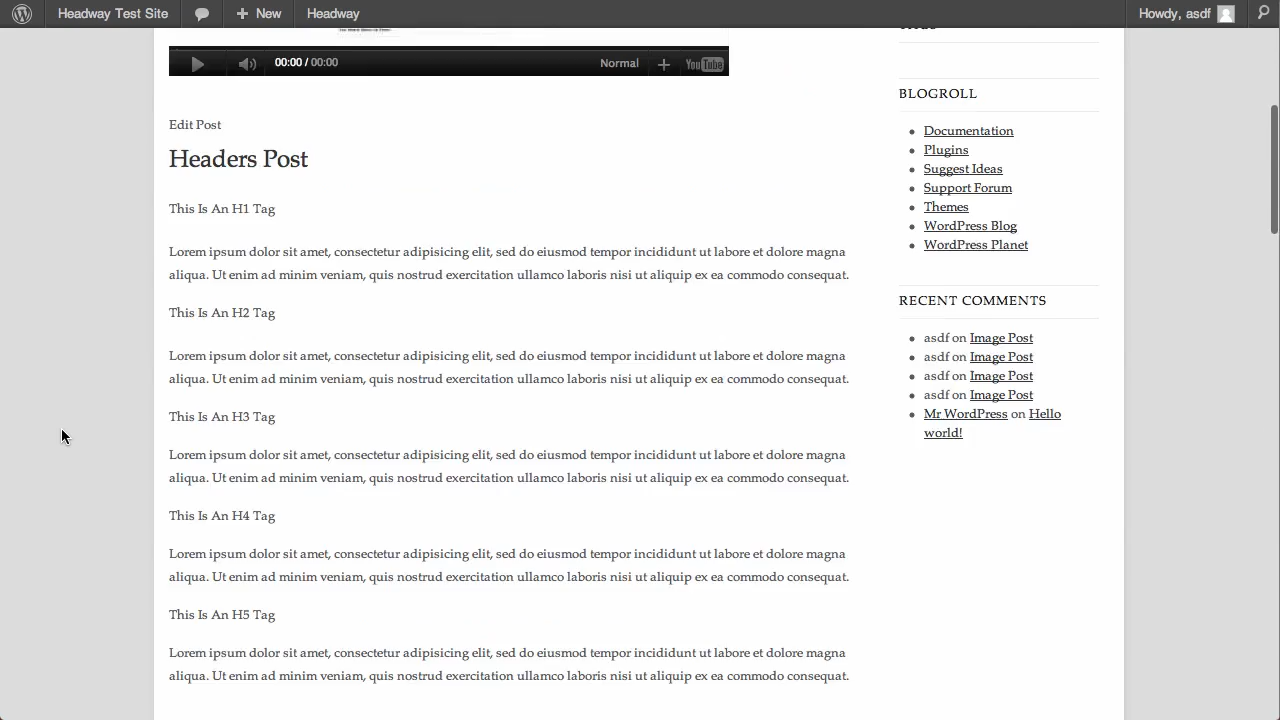 Headway Test Site
New
Headway
Howdy, asdf
00:00 / 00:00
Normal
YouTube
Edit Post
Headers Post
This Is An H1 Tag
Lorem ipsum dolor sit amet, consectetur adipisicing elit, sed do eiusmod tempor incididunt ut labore et dolore magna
aliqua. Ut enim ad minim veniam, quis nostrud exercitation ullamco laboris nisi ut aliquip ex ea commodo consequat.
This Is An H2 Tag
Lorem ipsum dolor sit amet, consectetur adipisicing elit, sed do eiusmod tempor incididunt ut labore et dolore magna
aliqua. Ut enim ad minim veniam, quis nostrud exercitation ullamco laboris nisi ut aliquip ex ea commodo consequat.
This Is An H3 Tag
Lorem ipsum dolor sit amet, consectetur adipisicing elit, sed do eiusmod tempor incididunt ut labore et dolore magna
aliqua. Ut enim ad minim veniam, quis nostrud exercitation ullamco laboris nisi ut aliquip ex ea commodo consequat.
This Is An H4 Tag
Lorem ipsum dolor sit amet, consectetur adipisicing elit, sed do eiusmod tempor incididunt ut labore et dolore magna
aliqua. Ut enim ad minim veniam, quis nostrud exercitation ullamco laboris nisi ut aliquip ex ea commodo consequat.
This Is An H5 Tag
Lorem ipsum dolor sit amet, consectetur adipisicing elit, sed do eiusmod tempor incididunt ut labore et dolore magna
aliqua. Ut enim ad minim veniam, quis nostrud exercitation ullamco laboris nisi ut aliquip ex ea commodo consequat.
BLOGROLL
Documentation
Plugins
Suggest Ideas
Support Forum
Themes
WordPress Blog
WordPress Planet
RECENT COMMENTS
asdf on Image Post
asdf on Image Post
asdf on Image Post
asdf on Image Post
Mr WordPress on Hello
world!